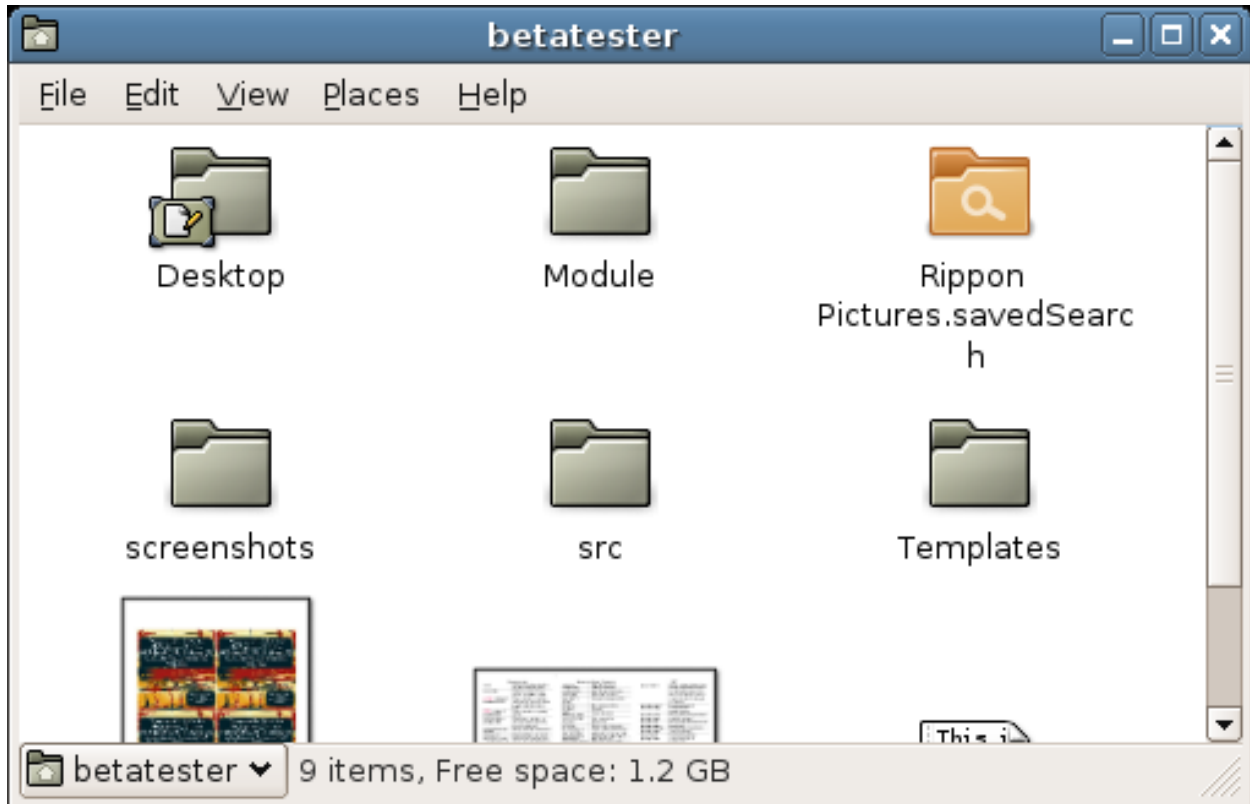 betatester
File Edit View Places Help
Desktop
Module
Rippon
Pictures.savedSearc
h
screenshots
src
Templates
This i
betatester
9 items, Free space: 1.2 GB